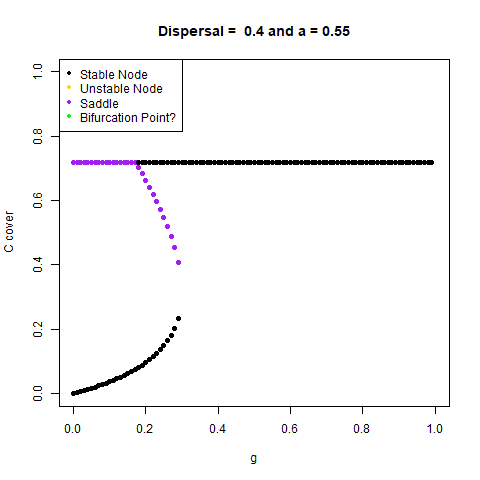 Dispersal =  0.4 and a = 0.55
Stable Node
Unstable Node
Saddle
Bifurcation Point?
C cover
1.0
0.8
0.6
0.4
0.2
0.0
0.0 0.2 0.4 0.6 0.8 1.0
g